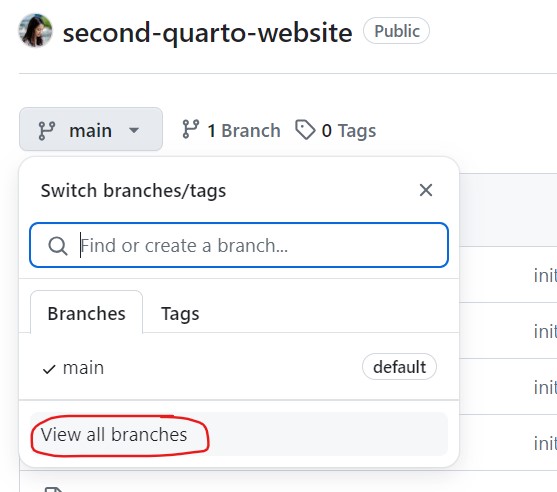 second-quarto-website Public
main 1 Branch 0 Tags
Switch branches/tags
Find or create a branch...
Branches Tags
init
main default
init
init
View all branches
init